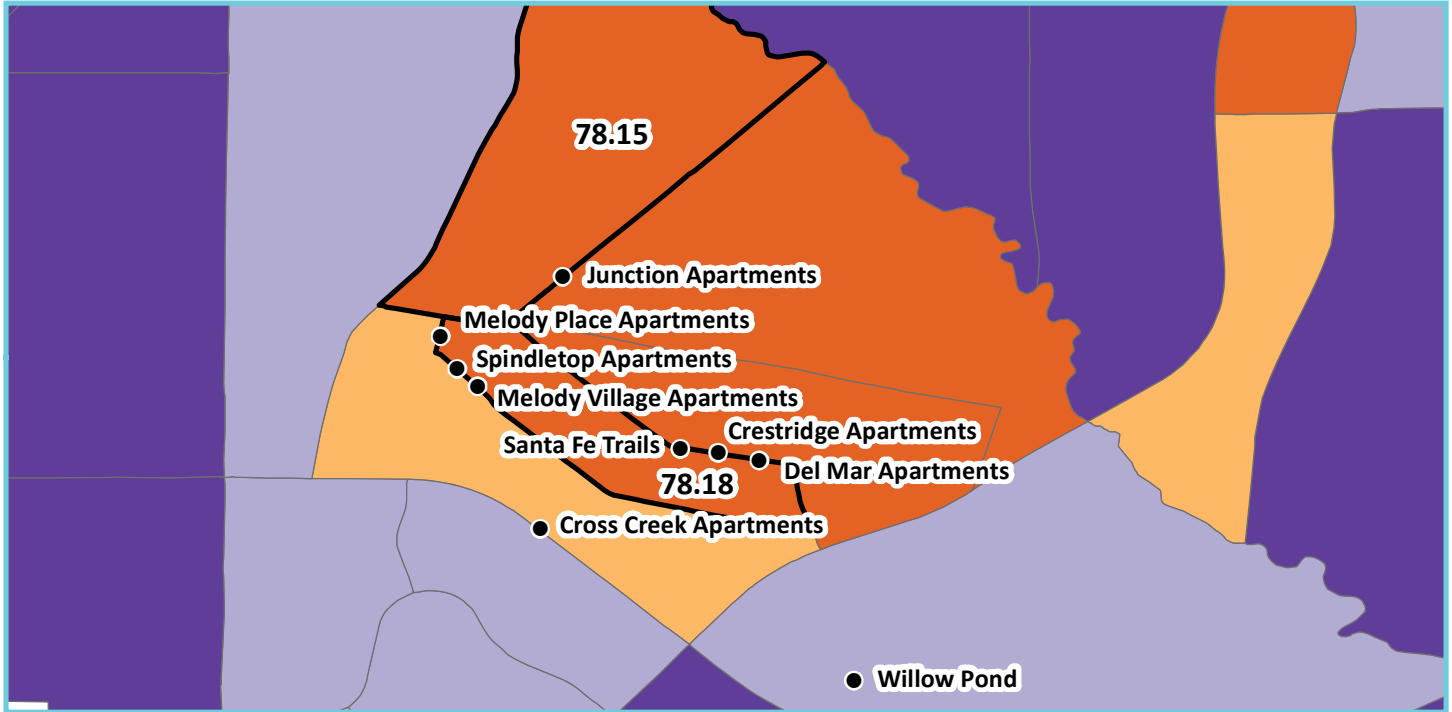 78.15
Junction Apartments
Melody Place Apartments
Spindletop Apartments
Melody Village Apartments
Crestridge Apartments
Santa Fe Trails
Del Mar Apartments
78.18
Cross Creek Apartments
Willow Pond